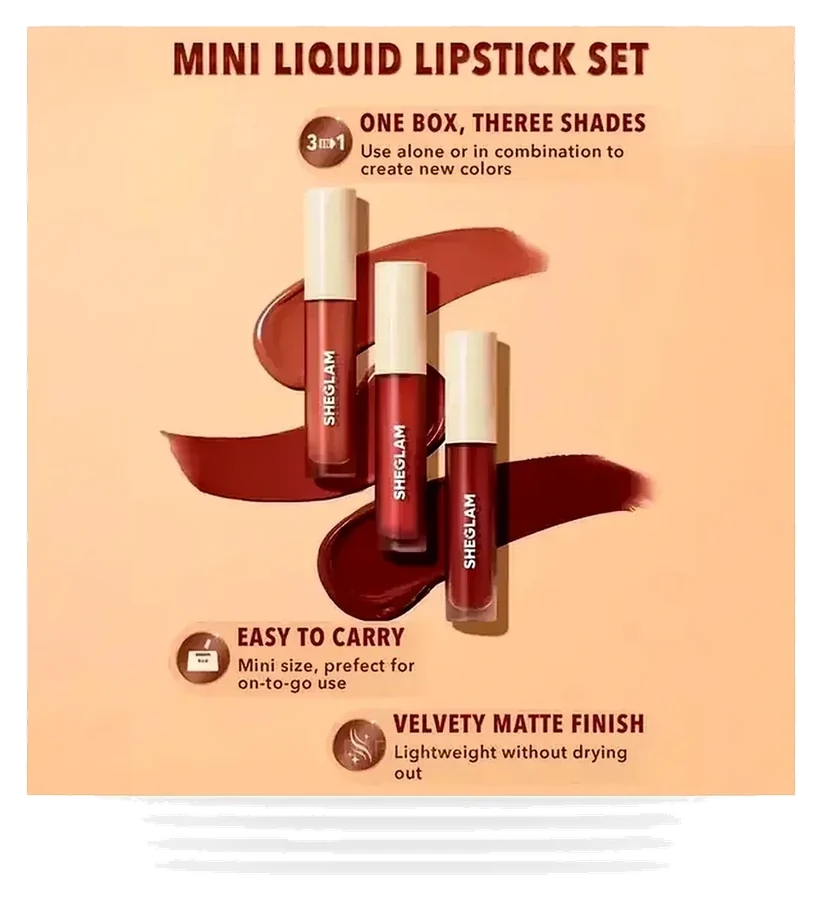 MINI LIQUID LIPSTICK SET
3 IN 1
ONE BOX, THEREE SHADES
Use alone or in combination to
create new colors
SHEGLAM
SHEGLAM
SHEGLAM
EASY TO CARRY
Mini size, prefect for
on-to-go use
VELVETY MATTE FINISH
Lightweight without drying
out